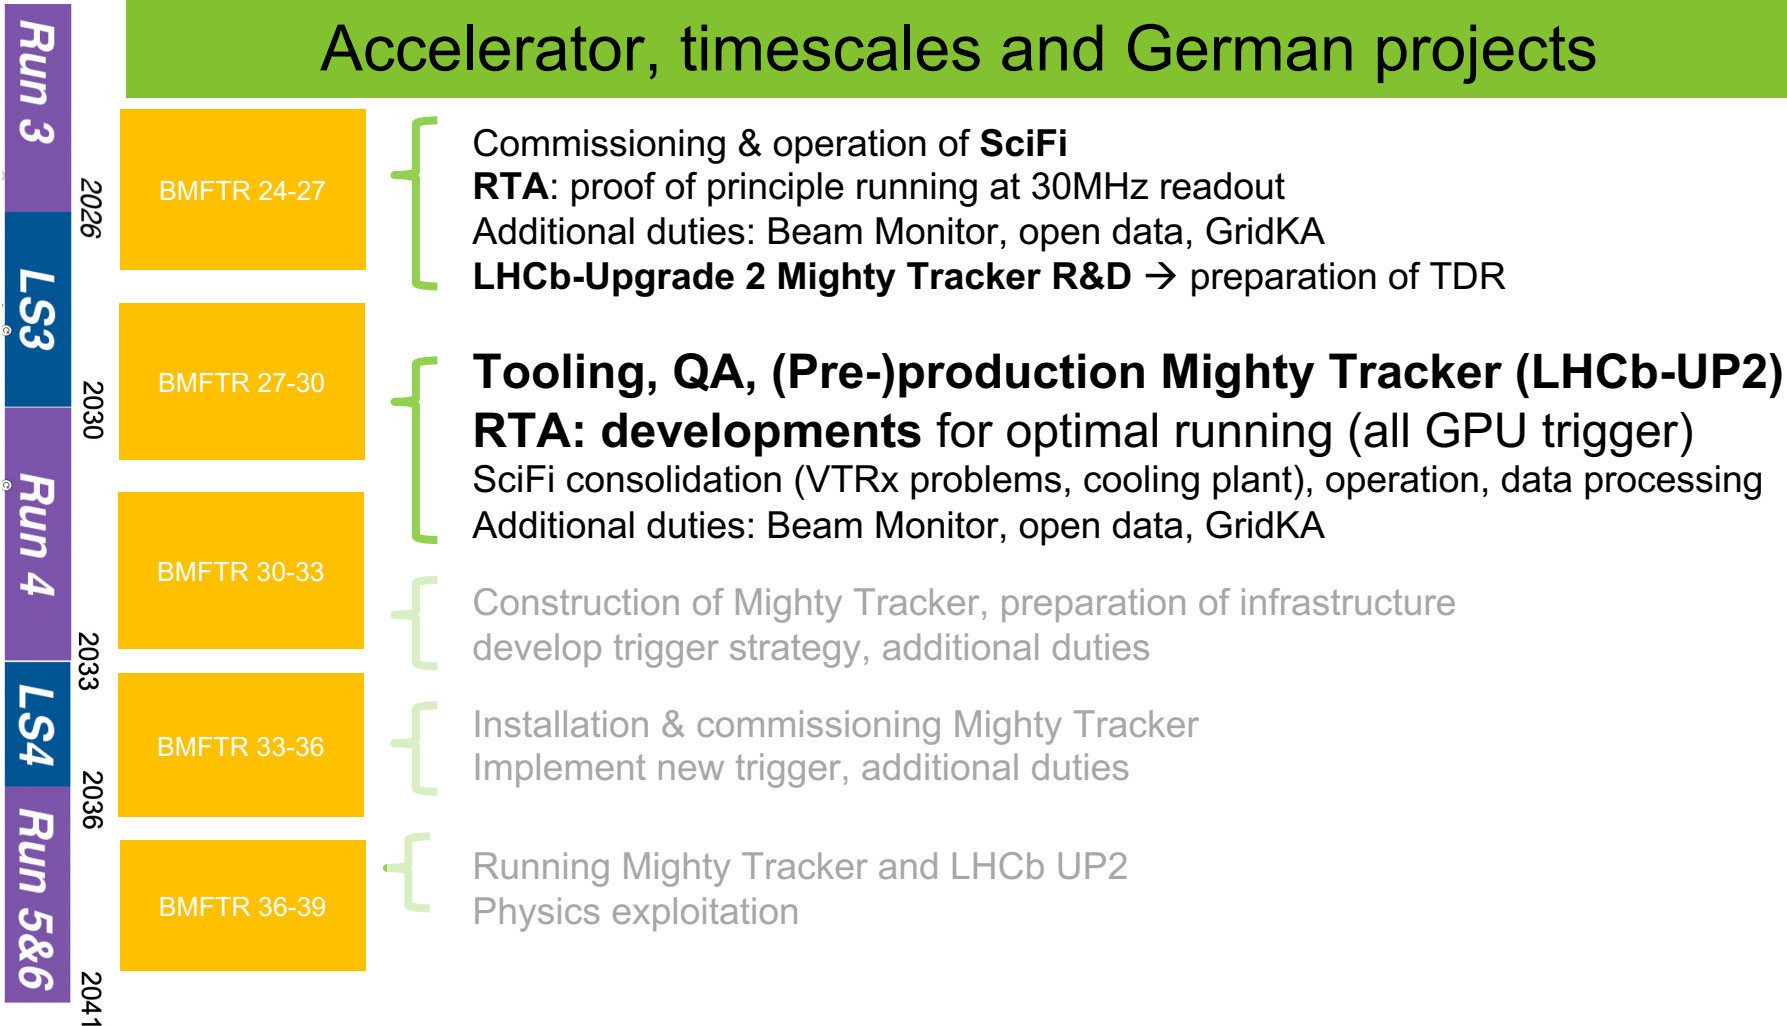 Accelerator, timescales and German projects
Run 3
2026
LS3
2030
Run 4
2033
LS4
2036
Run 5&6
2041
BMFTR 24-27
Commissioning & operation of SciFi
RTA: proof of principle running at 30MHz readout
Additional duties: Beam Monitor, open data, GridKA
LHCb-Upgrade 2 Mighty Tracker R&D → preparation of TDR
BMFTR 27-30
Tooling, QA, (Pre-)production Mighty Tracker (LHCb-UP2)
RTA: developments for optimal running (all GPU trigger)
SciFi consolidation (VTRx problems, cooling plant), operation, data processing
Additional duties: Beam Monitor, open data, GridKA
BMFTR 30-33
Construction of Mighty Tracker, preparation of infrastructure
develop trigger strategy, additional duties
BMFTR 33-36
Installation & commissioning Mighty Tracker
Implement new trigger, additional duties
BMFTR 36-39
Running Mighty Tracker and LHCb UP2
Physics exploitation